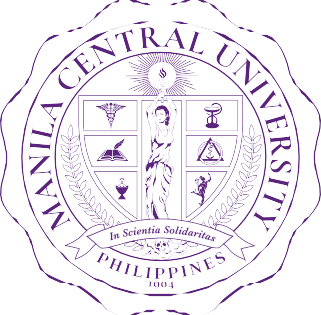 MANILA CENTRAL UNIVERSITY
In Scientia Solidaritas
PHILIPPINES
1904